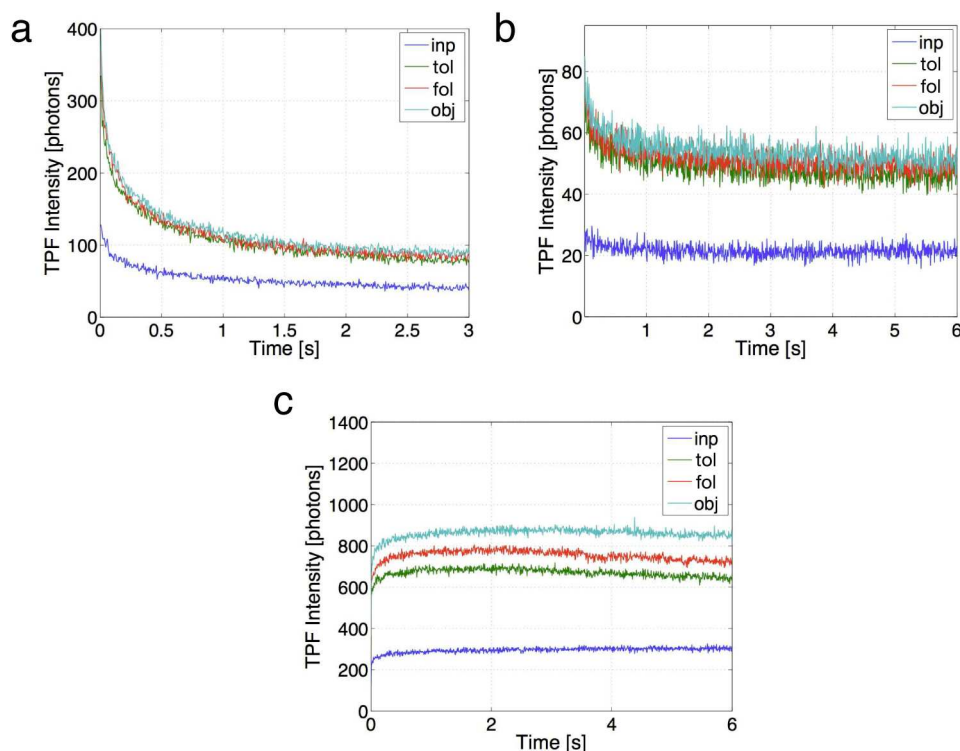 a
TPF Intensity [photons]
400
300
200
100
0
0 0.5 1 1.5 2 2.5 3
Time [s]
inp
tol
fol
obj
b
TPF Intensity [photons]
80
60
40
20
0
1 2 3 4 5 6
Time [s]
inp
tol
fol
obj
c
TPF Intensity [photons]
1400
1200
1000
800
600
400
200
0
0 2 4 6
Time [s]
inp
tol
fol
obj